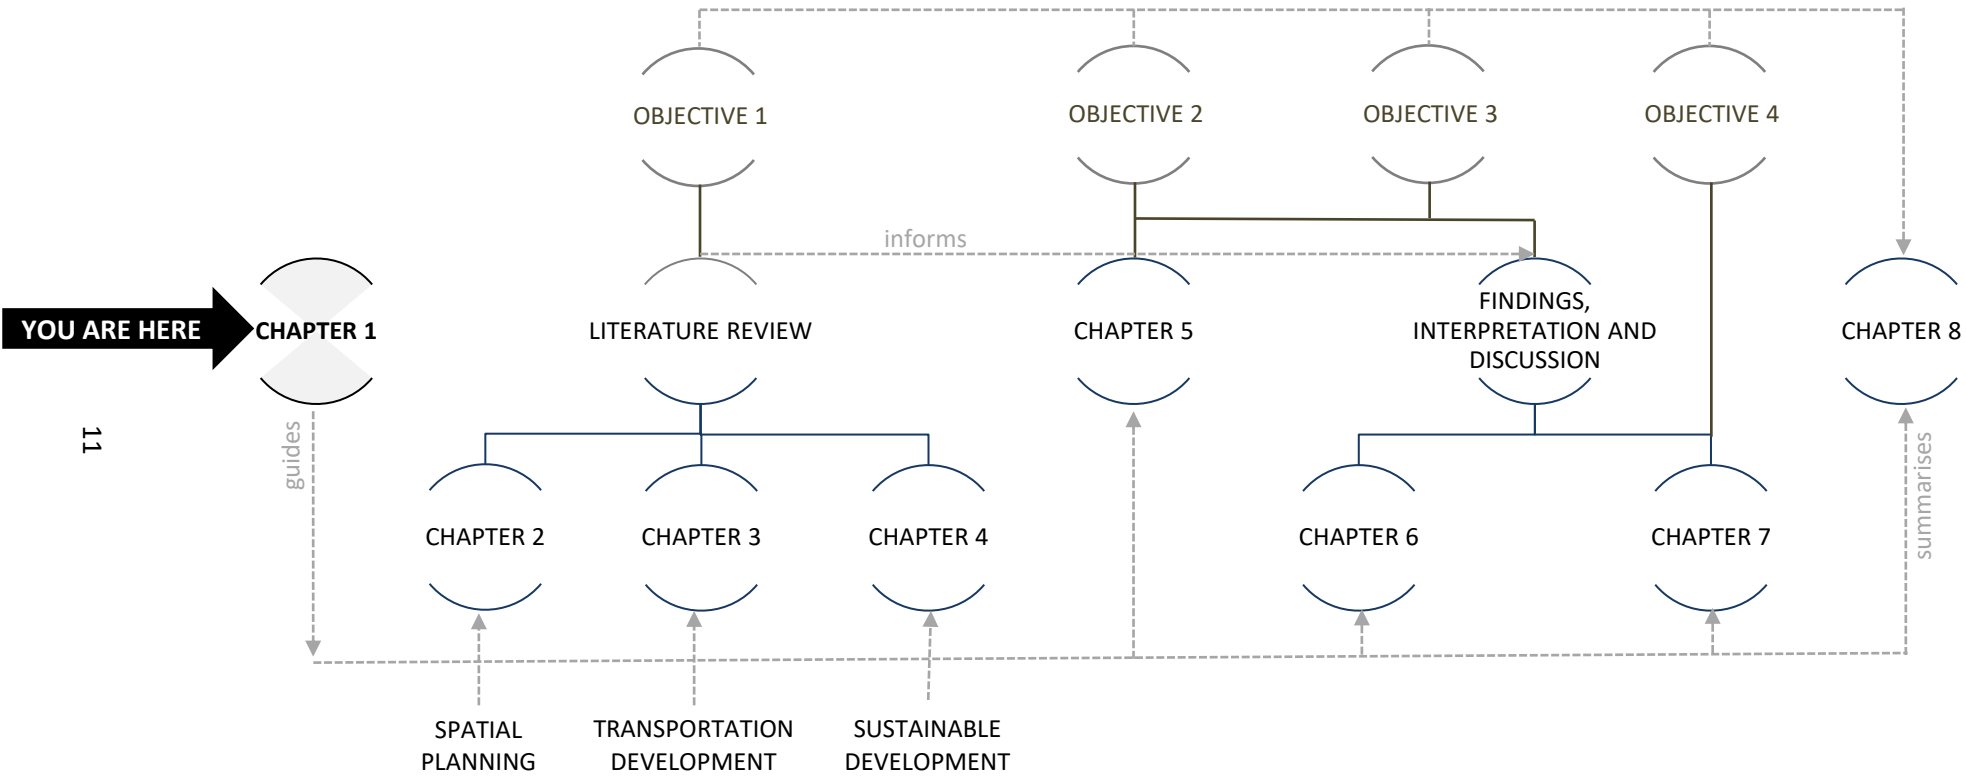 OBJECTIVE 1
OBJECTIVE 2
OBJECTIVE 3
OBJECTIVE 4
informs
YOU ARE HERE
CHAPTER 1
LITERATURE REVIEW
CHAPTER 5
FINDINGS,
INTERPRETATION AND
DISCUSSION
CHAPTER 8
11
guides
summarises
CHAPTER 2
CHAPTER 3
CHAPTER 4
CHAPTER 6
CHAPTER 7
SPATIAL
PLANNING
TRANSPORTATION
DEVELOPMENT
SUSTAINABLE
DEVELOPMENT